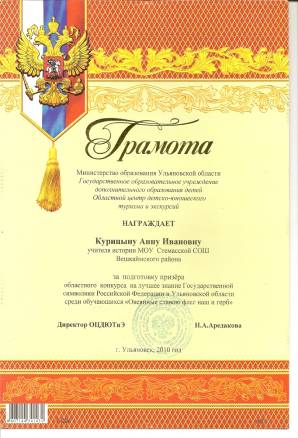 Грамота
Министерство образования Ульяновской области
Государственное образовательное учреждение
дополнительного образования детей
Областной центр детско-юношеского
туризма и экскурсий
НАГРАЖДАЕТ
Курицыну Анну Ивановну
учителя истории МОУ Стемасской СОШ
Вешкаймского района
за подготовку призёра
областного конкурса на лучшее знание Государственной
символики Российской Федерации и Ульяновской области
среди обучающихся «Овеянные славою флаг наш и герб»
Директор ОЦДЮТиЭ Н.А.Аредакова
г. Ульяновск, 2010 год